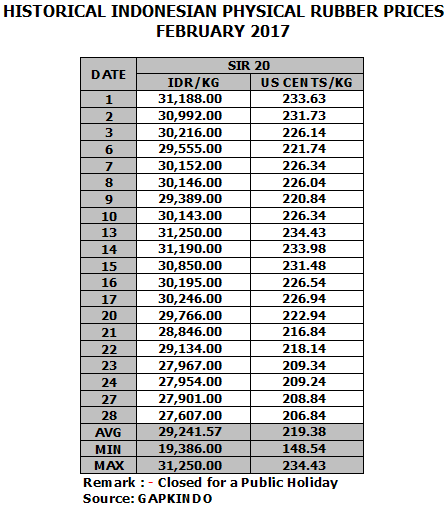 HISTORICAL INDONESIAN PHYSICAL RUBBER PRICES
FEBRUARY 2017
DATE SIR 20
IDR/KG US CENTS/KG
1 31,188.00 233.63
2 30,992.00 231.73
3 30,216.00 226.14
6 29,555.00 221.74
7 30,152.00 226.34
8 30,146.00 226.04
9 29,389.00 220.84
10 30,143.00 226.34
13 31,250.00 234.43
14 31,190.00 233.98
15 30,850.00 231.48
16 30,195.00 226.54
17 30,246.00 226.94
20 29,766.00 222.94
21 28,846.00 216.84
22 29,134.00 218.14
23 27,967.00 209.34
24 27,954.00 209.24
27 27,901.00 208.84
28 27,607.00 206.84
AVG 29,241.57 219.38
MIN 19,386.00 148.54
MAX 31,250.00 234.43
Remark : - Closed for a Public Holiday
Source: GAPKINDO